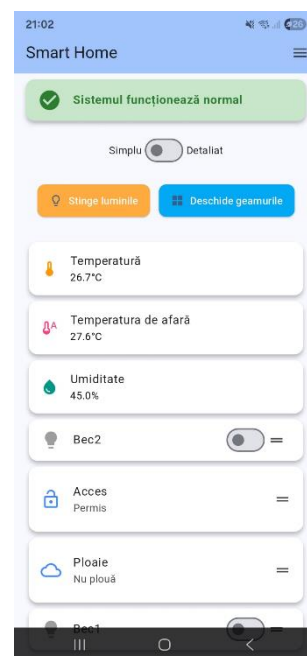 21:02
26
Smart Home
Sistemul funcționează normal
Simplu Detaliat
Stinge luminile Deschide geamurile
Temperatură
26.7°C
A Temperatura de afară
27.6°C
Umiditate
45.0%
Bec2
Acces
Permis
Ploaie
Nu plouă
Bec1